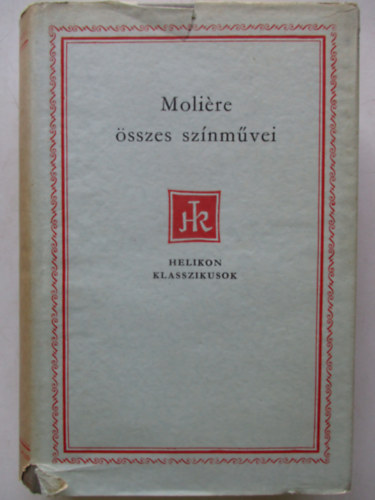 Molière
összes színművei
HK
HELIKON
KLASSZIKUSOK